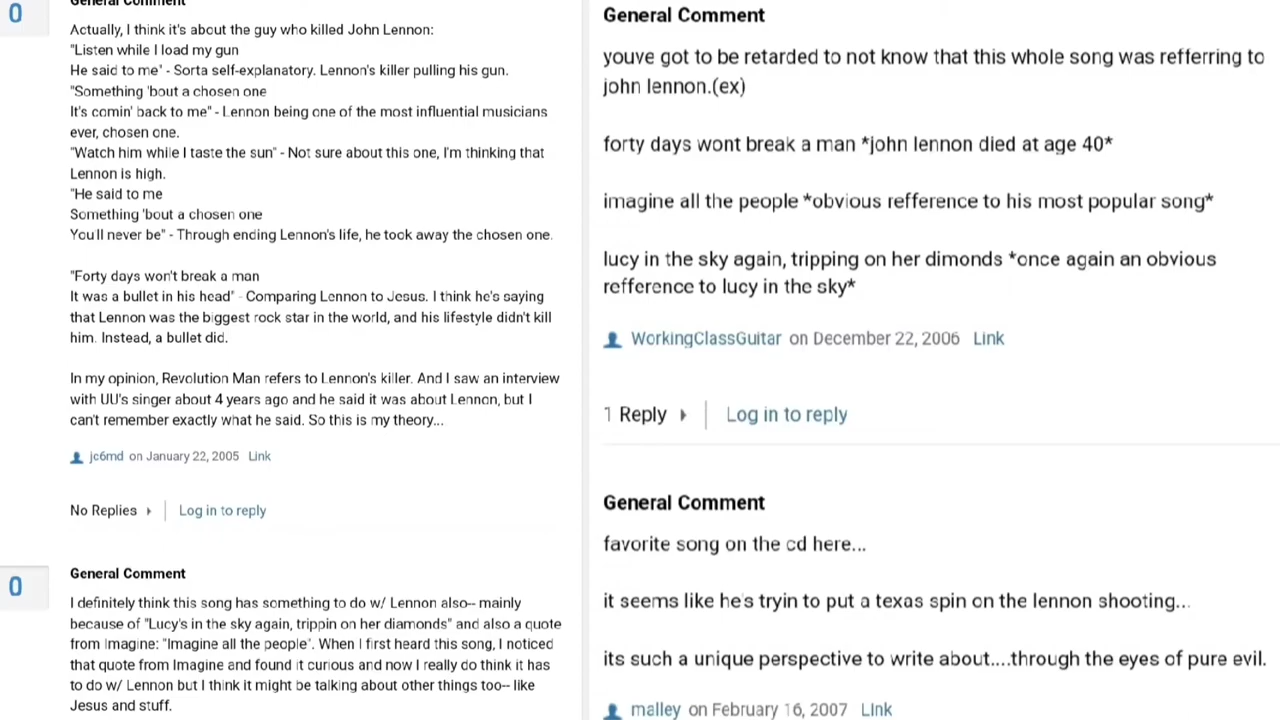 0
General Comment
Actually, I think it's about the guy who killed John Lennon:
"Listen while I load my gun
He said to me' - Sorta self-explanatory. Lennon's killer pulling his gun.
"Something 'bout a chosen one
It's comin' back to me" - Lennon being one of the most influential musicians
ever, chosen one.
"Watch him while I taste the sun" - Not sure about this one, I'm thinking that
Lennon is high.
"He said to me
Something 'bout a chosen one
You'll never be" - Through ending Lennon's life, he took away the chosen one.
"Forty days won't break a man
It was a bullet in his head" - Comparing Lennon to Jesus. I think he's saying
that Lennon was the biggest rock star in the world, and his lifestyle didn't kill
him. Instead, a bullet did.
In my opinion, Revolution Man refers to Lennon's killer. And I saw an interview
with UU's singer about 4 years ago and he said it was about Lennon, but I
can't remember exactly what he said. So this is my theory...
jc6md on January 22, 2005 Link
No Replies Log in to reply
0
General Comment
I definitely think this song has something to do w/ Lennon also-- mainly
because of "Lucy's in the sky again, trippin on her diamonds" and also a quote
from Imagine: "Imagine all the people". When I first heard this song, I noticed
that quote from Imagine and found it curious and now I really do think it has
to do w/ Lennon but I think it might be talking about other things too-- like
Jesus and stuff.
General Comment
youve got to be retarded to not know that this whole song was refferring to
john lennon.(ex)
forty days wont break a man *john lennon died at age 40*
imagine all the people *obvious refference to his most popular song*
lucy in the sky again, tripping on her dimonds *once again an obvious
refference to lucy in the sky*
WorkingClassGuitar on December 22, 2006 Link
1 Reply Log in to reply
General Comment
favorite song on the cd here...
it seems like he's tryin to put a texas spin on the lennon shooting...
its such a unique perspective to write about....through the eyes of pure evil.
malley on February 16, 2007 Link